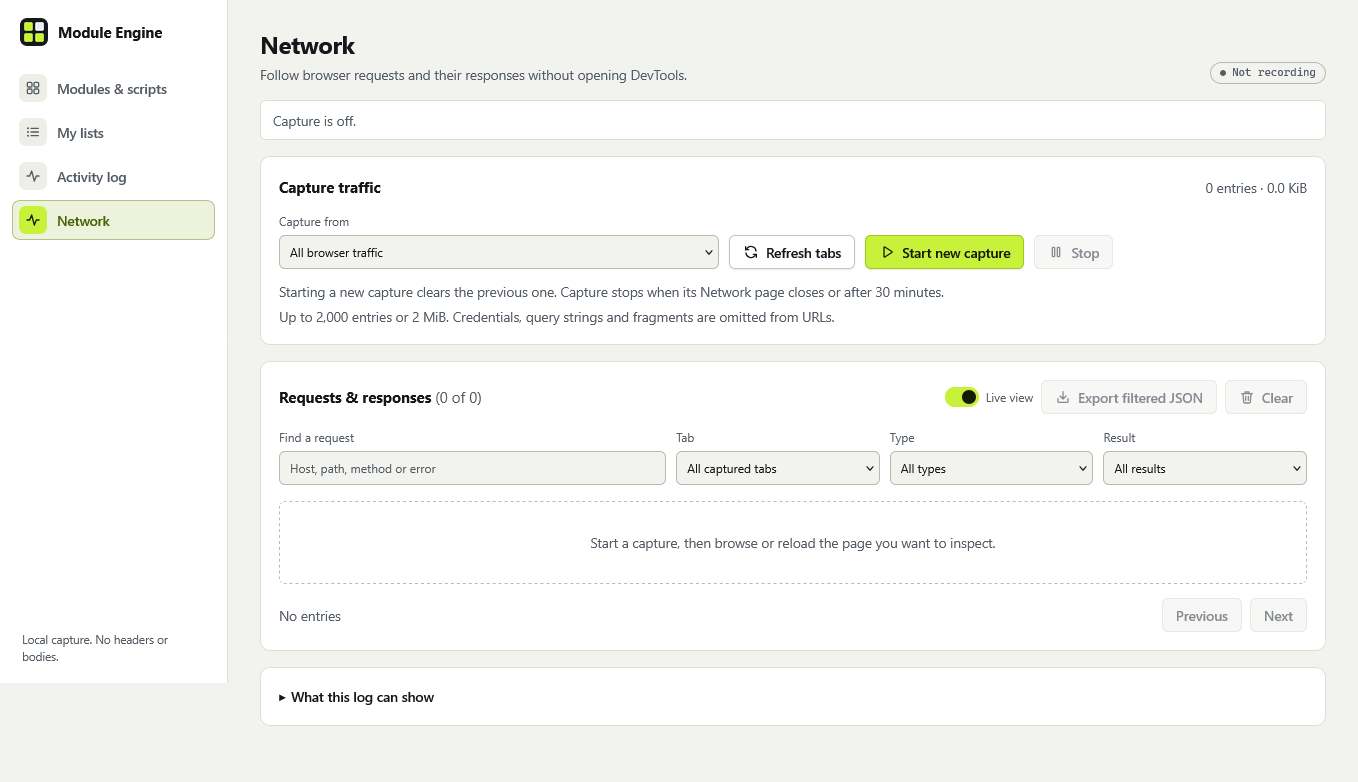 Module Engine
Modules & scripts
My lists
Activity log
Network
Local capture. No headers or
bodies.
Network
Follow browser requests and their responses without opening DevTools.
Not recording
Capture is off.
Capture traffic
0 entries · 0.0 KiB
Capture from
All browser traffic
Refresh tabs
Start new capture
Stop
Starting a new capture clears the previous one. Capture stops when its Network page closes or after 30 minutes.
Up to 2,000 entries or 2 MiB. Credentials, query strings and fragments are omitted from URLs.
Requests & responses (0 of 0)
Live view
Export filtered JSON
Clear
Find a request
Tab
Type
Result
Host, path, method or error
All captured tabs
All types
All results
Start a capture, then browse or reload the page you want to inspect.
No entries
Previous
Next
What this log can show